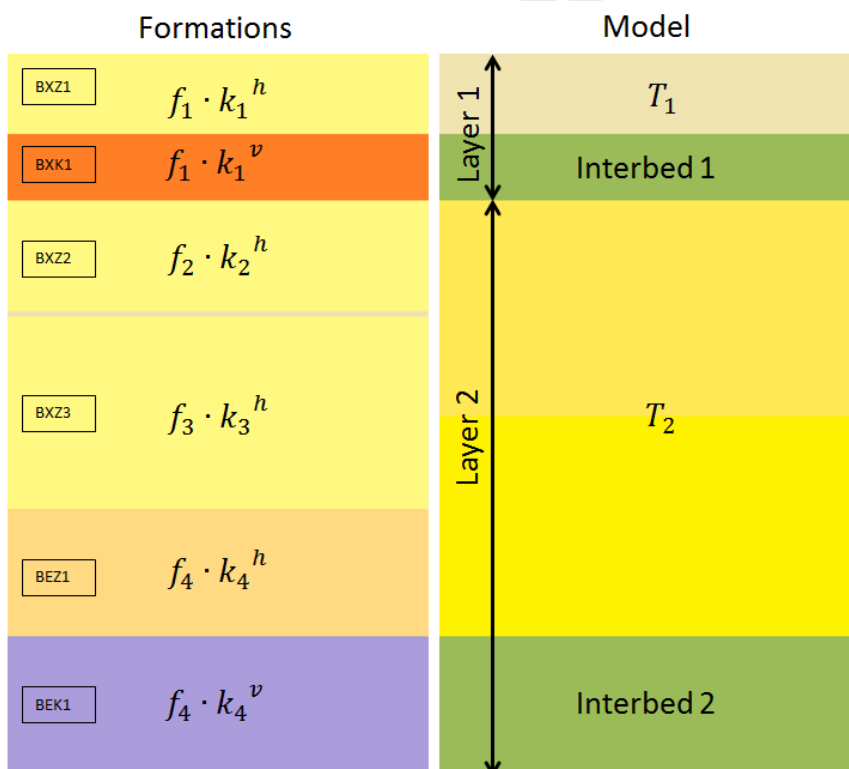 Formations
Model
BXZ1
f₁ · k₁ʰ
BXK1
f₁ · k₁ᵛ
BXZ2
f₂ · k₂ʰ
BXZ3
f₃ · k₃ʰ
BEZ1
f₄ · k₄ʰ
BEK1
f₄ · k₄ᵛ
Layer 1
T₁
Interbed 1
Layer 2
T₂
Interbed 2